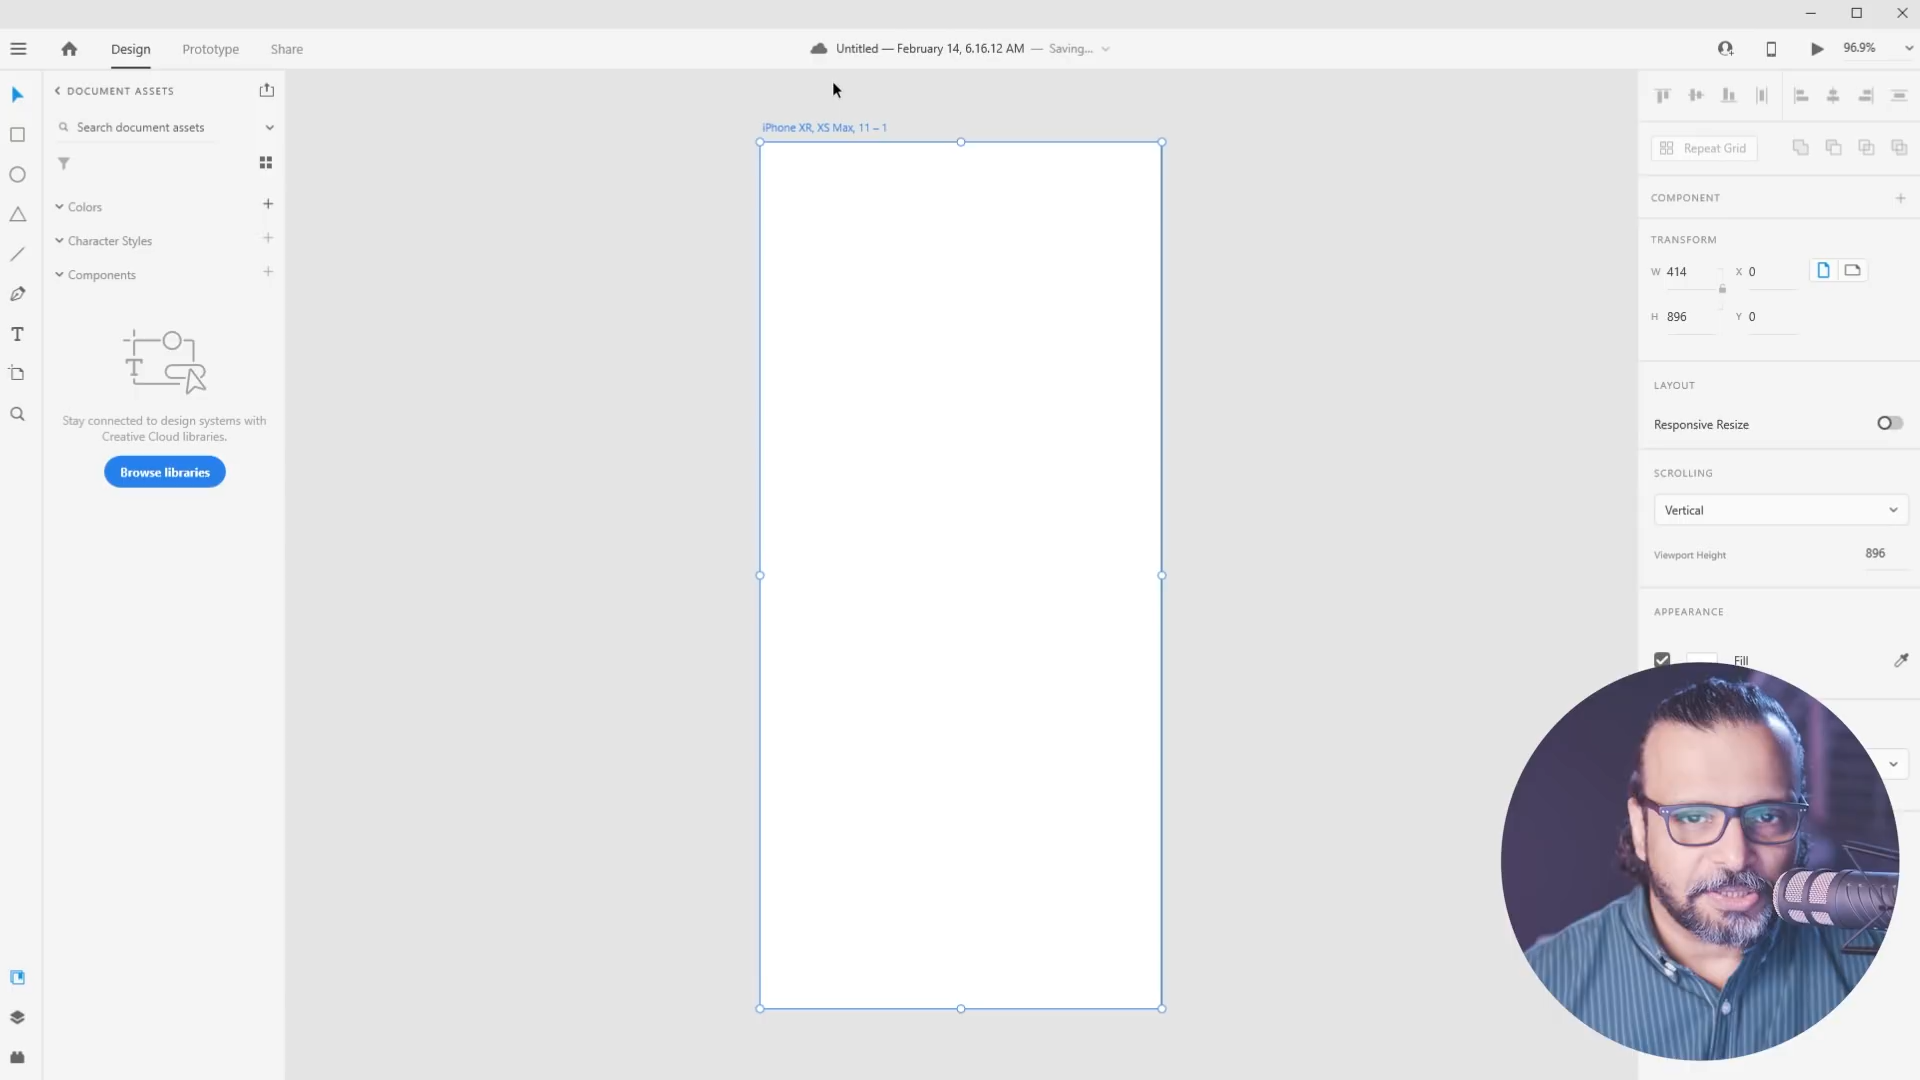 Design
Prototype
Share
Untitled — February 14, 6.16.12 AM — Saving...
96.9%
DOCUMENT ASSETS
Search document assets
Colors
Character Styles
Components
T
Stay connected to design systems with
Creative Cloud libraries.
Browse libraries
iPhone XR, XS Max, 11 – 1
Repeat Grid
COMPONENT
TRANSFORM
W 414
X 0
H 896
Y 0
LAYOUT
Responsive Resize
SCROLLING
Vertical
Viewport Height
896
APPEARANCE
Fill